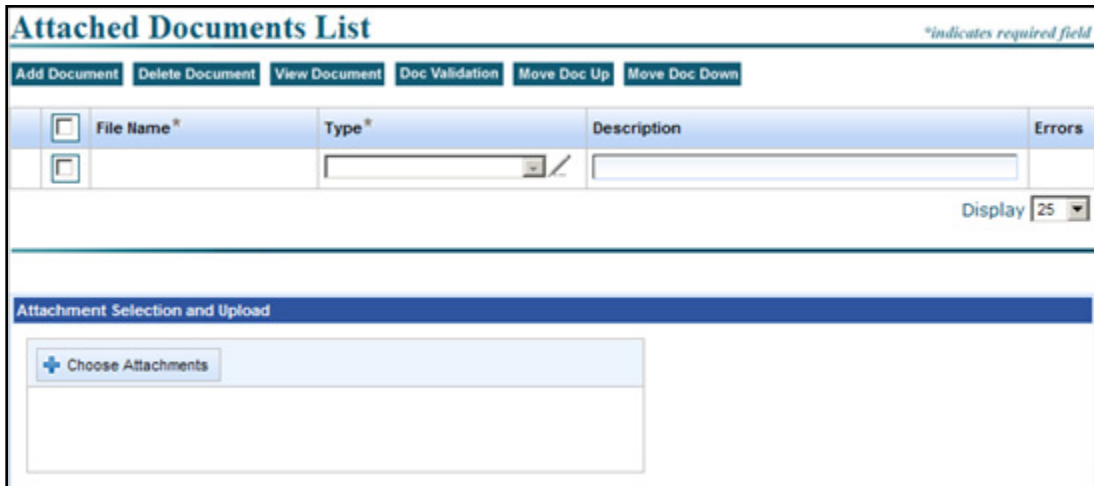 Attached Documents List
*indicates required field
Add Document Delete Document View Document Doc Validation Move Doc Up Move Doc Down
File Name* Type* Description Errors
Display 25
Attachment Selection and Upload
Choose Attachments